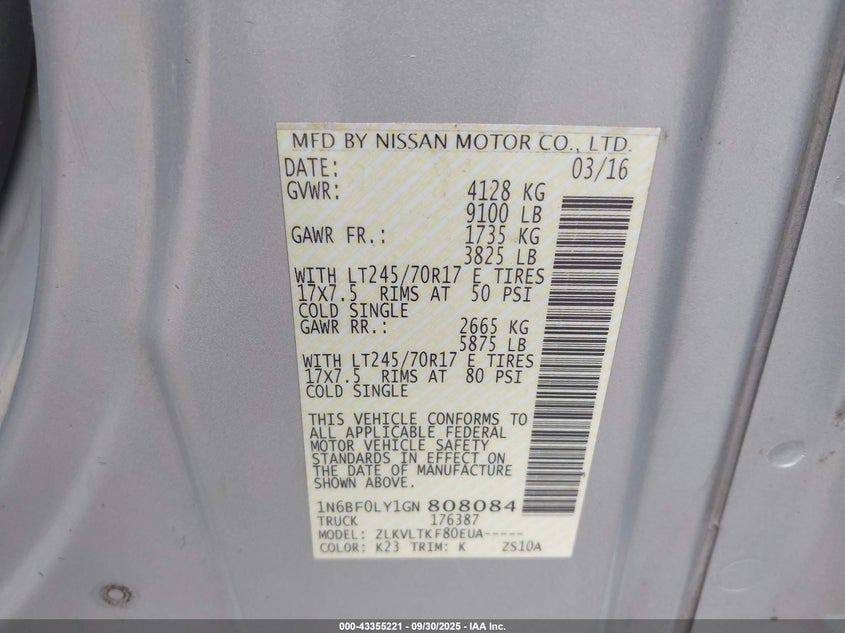 MFD BY NISSAN MOTOR CO., LTD.
DATE: 03/16
GVWR: 4128 KG
9100 LB
GAWR FR.: 1735 KG
3825 LB
WITH LT245/70R17 E TIRES
17X7.5 RIMS AT 50 PSI
COLD SINGLE
GAWR RR.: 2665 KG
5875 LB
WITH LT245/70R17 E TIRES
17X7.5 RIMS AT 80 PSI
COLD SINGLE
THIS VEHICLE CONFORMS TO
ALL APPLICABLE FEDERAL
MOTOR VEHICLE SAFETY
STANDARDS IN EFFECT ON
THE DATE OF MANUFACTURE
SHOWN ABOVE.
1N6BF0LY1GN 808084
TRUCK 176387
MODEL: ZLKVLTKF80EUA-----
COLOR: K23 TRIM: K ZS10A
000-43355221 - 09/30/2025 - IAA Inc.